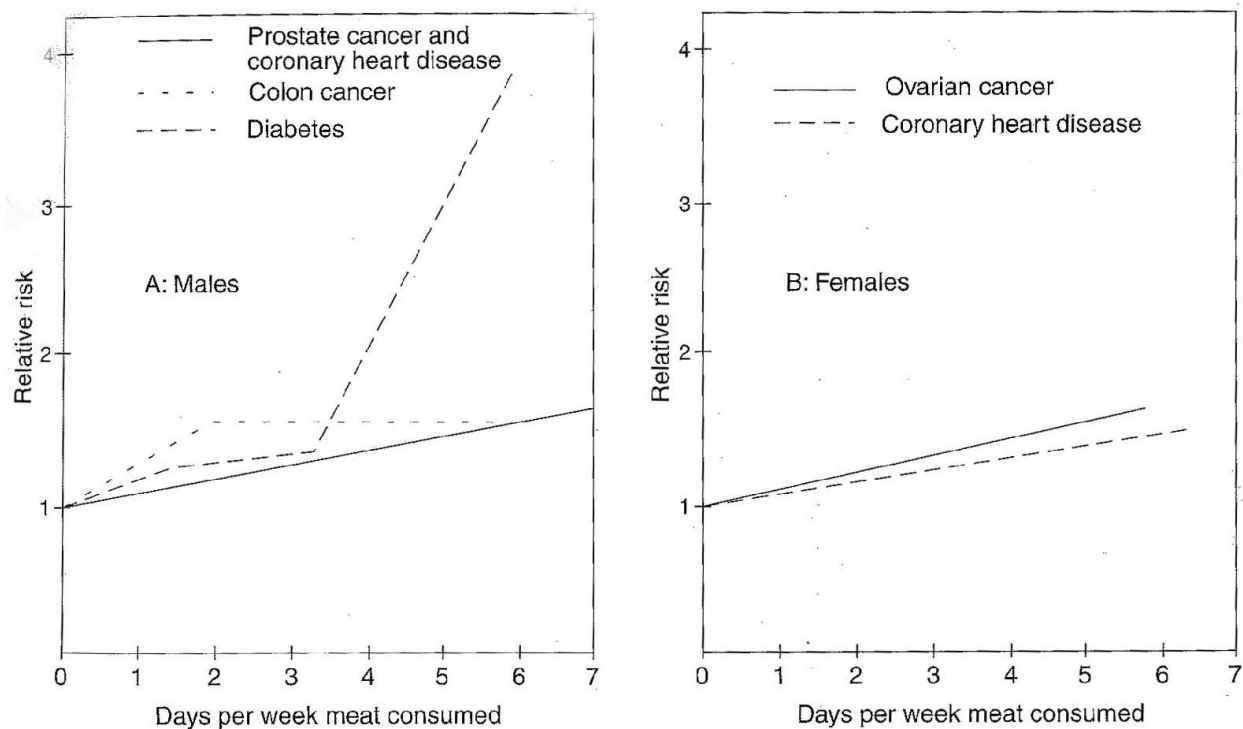 Prostate cancer and
coronary heart disease
Colon cancer
Diabetes
4
3
2
1
Relative risk
A: Males
0 1 2 3 4 5 6 7
Days per week meat consumed
Ovarian cancer
Coronary heart disease
4
3
2
1
Relative risk
B: Females
0 1 2 3 4 5 6 7
Days per week meat consumed